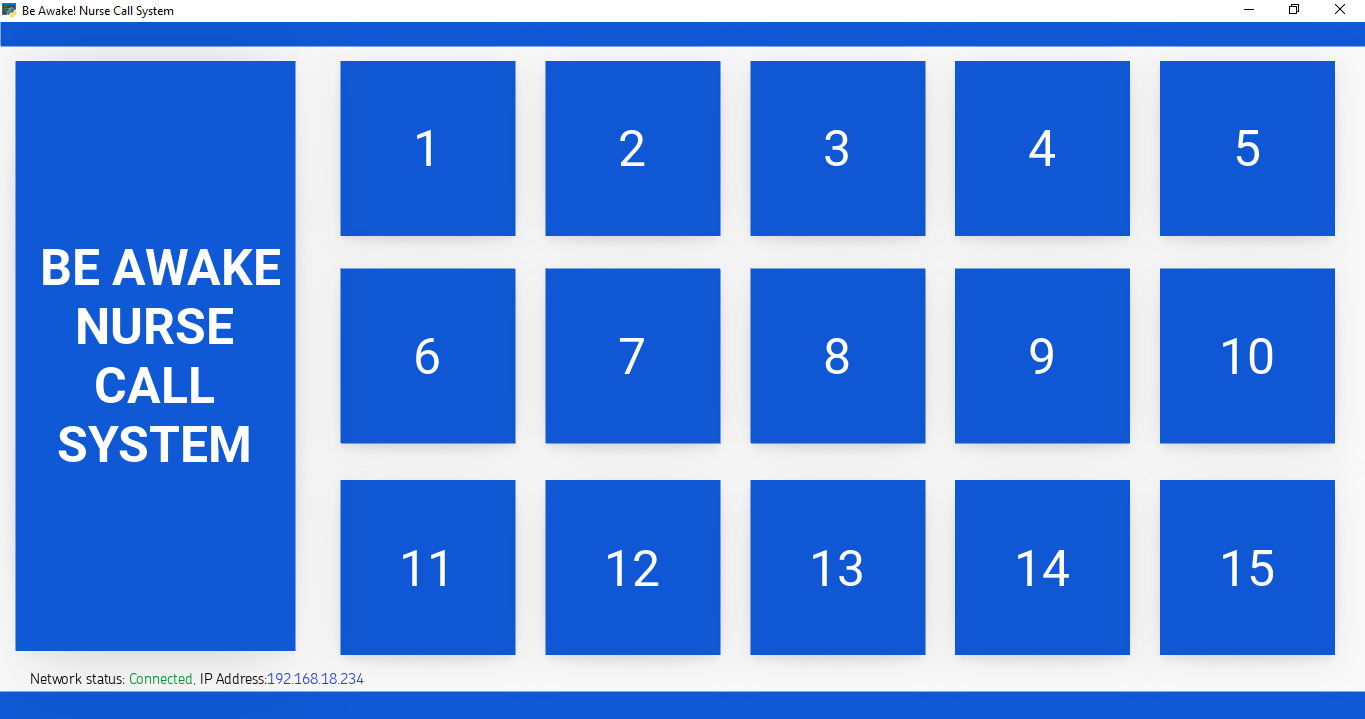 Be Awake! Nurse Call System
BE AWAKE
NURSE
CALL
SYSTEM
1 2 3 4 5
6 7 8 9 10
11 12 13 14 15
Network status: Connected, IP Address:192.168.18.234